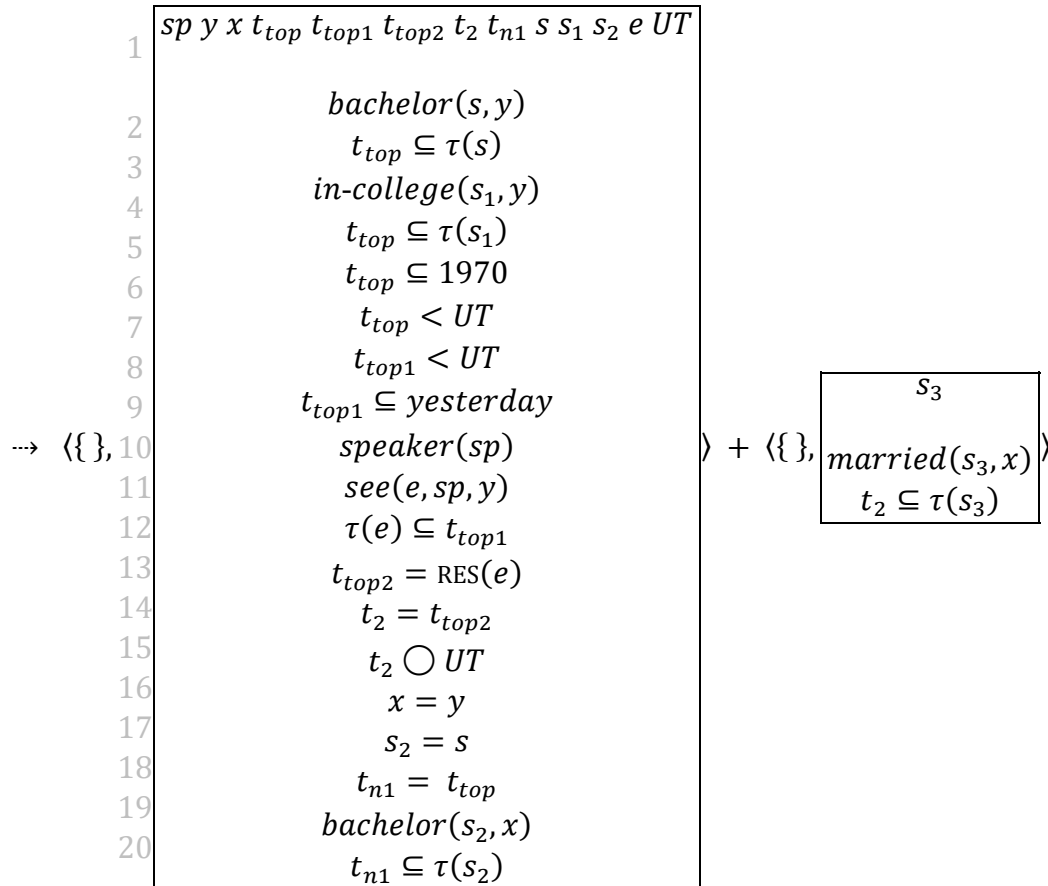 1 sp y x t_top t_top1 t_top2 t_2 t_n1 s s_1 s_2 e UT
2 bachelor(s, y)
3 t_top ⊆ τ(s)
4 in-college(s_1, y)
5 t_top ⊆ τ(s_1)
6 t_top ⊆ 1970
7 t_top < UT
8 t_top1 < UT
9 t_top1 ⊆ yesterday
⇢ ⟨{ }, 10 speaker(sp) ⟩ + ⟨{ }, s_3 married(s_3, x) t_2 ⊆ τ(s_3) ⟩
11 see(e, sp, y)
12 τ(e) ⊆ t_top1
13 t_top2 = RES(e)
14 t_2 = t_top2
15 t_2 ◯ UT
16 x = y
17 s_2 = s
18 t_n1 = t_top
19 bachelor(s_2, x)
20 t_n1 ⊆ τ(s_2)